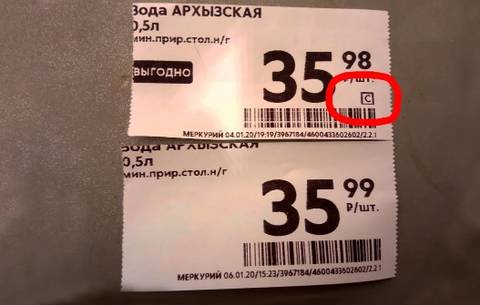 Вода АРХЫЗСКАЯ
0,5л
мин.прир.стол.н/г
ВЫГОДНО
35 98
₽/шт.
С
МЕРКУРИЙ 04.01.20/19:19/3967184/4600433602602/2.2.1
Вода АРХЫЗСКАЯ
0,5л
мин.прир.стол.н/г
35 99
₽/шт.
МЕРКУРИЙ 06.01.20/15:23/3967184/4600433602602/2.2.1